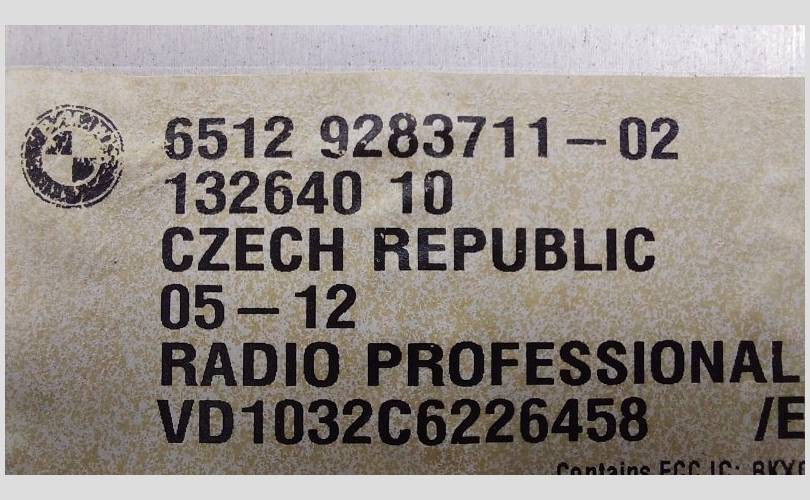 6512 9283711-02
132640 10
CZECH REPUBLIC
05-12
RADIO PROFESSIONAL
VD1032C6226458 /E
Contains FCC IC: